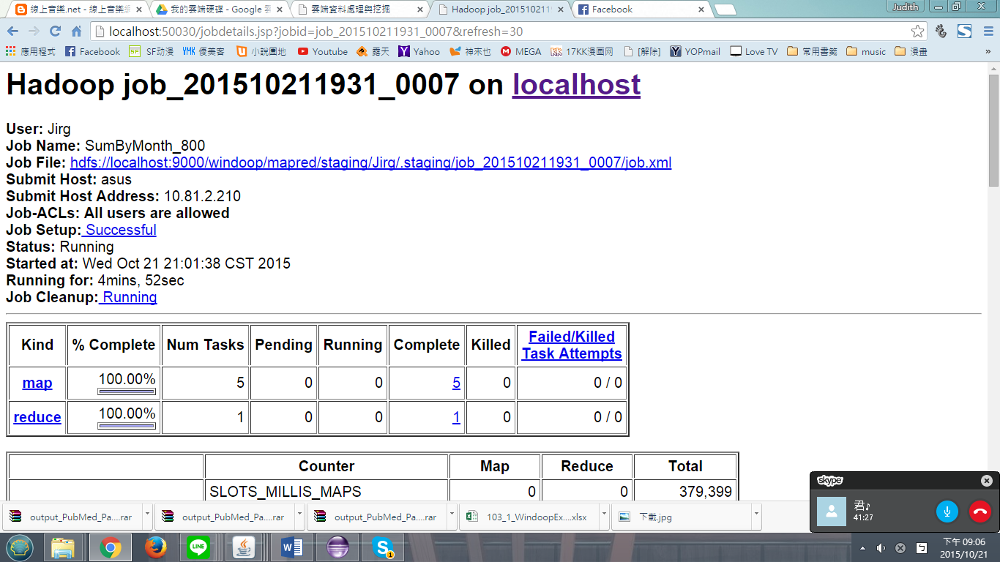 線上音樂.net - 線上音樂網
我的雲端硬碟 - Google 雲
雲端資料處理與挖掘
Hadoop job_201510211
Facebook
Judith
localhost:50030/jobdetails.jsp?jobid=job_201510211931_0007&refresh=30
應用程式 Facebook SF动漫 優美客 小說園地 Youtube 露天 Yahoo 神來也 MEGA 17KK漫画网 [解除] YOPmail Love TV 常用書籤 music 漫畫 »
Hadoop job_201510211931_0007 on localhost
User: Jirg
Job Name: SumByMonth_800
Job File: hdfs://localhost:9000/windoop/mapred/staging/Jirg/.staging/job_201510211931_0007/job.xml
Submit Host: asus
Submit Host Address: 10.81.2.210
Job-ACLs: All users are allowed
Job Setup: Successful
Status: Running
Started at: Wed Oct 21 21:01:38 CST 2015
Running for: 4mins, 52sec
Job Cleanup: Running
Kind % Complete Num Tasks Pending Running Complete Killed Failed/Killed Task Attempts
map 100.00% 5 0 0 5 0 0 / 0
reduce 100.00% 1 0 0 1 0 0 / 0
Counter Map Reduce Total
SLOTS_MILLIS_MAPS 0 0 379,399
skype
君♪
41:27
output_PubMed_Pa....rar output_PubMed_Pa....rar output_PubMed_Pa....rar 103_1_WindoopEx....xlsx 下載.jpg
LINE
下午 09:06
2015/10/21